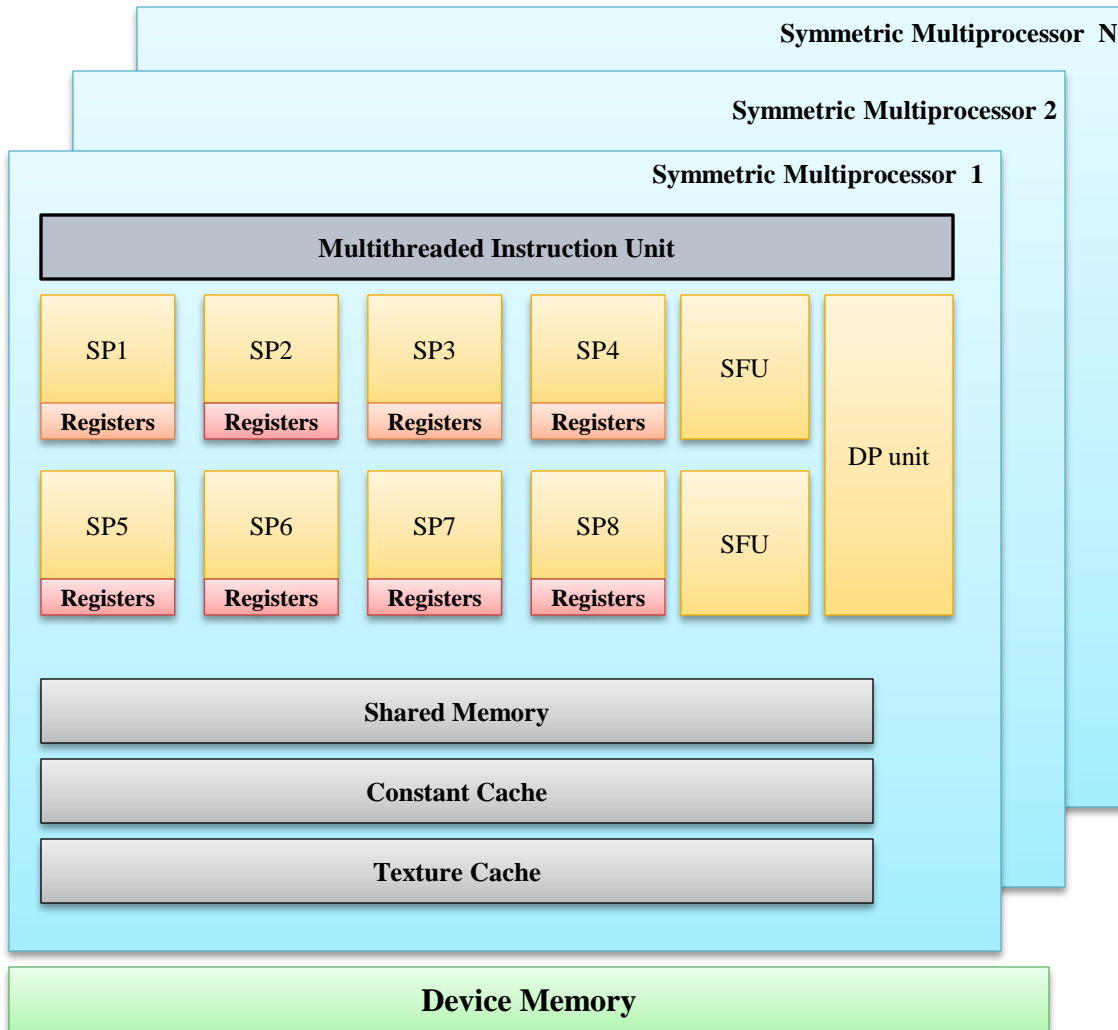 Symmetric Multiprocessor N
Symmetric Multiprocessor 2
Symmetric Multiprocessor 1
Multithreaded Instruction Unit
SP1
SP2
SP3
SP4
SFU
Registers
Registers
Registers
Registers
DP unit
SP5
SP6
SP7
SP8
SFU
Registers
Registers
Registers
Registers
Shared Memory
Constant Cache
Texture Cache
Device Memory